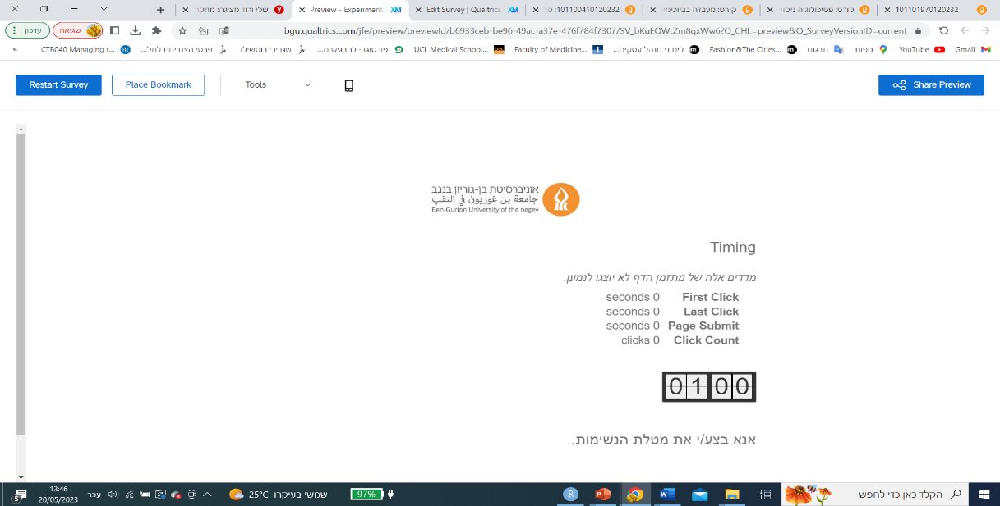 שלי ורוד מציגה: מחקר
Preview - Experiment
XM
Edit Survey | Qualtrics
XM
101100410120232: סו
קורס: מעבדה בביוכימי
קורס: פסיכולוגיה ניסוי
101101970120232
עדכון
שגיאה
bgu.qualtrics.com/jfe/preview/previewId/b6933ceb-be96-49ac-a37e-476f784f7307/SV_bKuEQWtZm8qxWw6?Q_CHL=preview&Q_SurveyVersionID=current
«
CTB040 Managing t...
פרסי הצטיינות לתל...
שגרירי רוטשילד
פורטוגו - להרגיש מ...
UCL Medical School...
Faculty of Medicine...
לימודי מנהל עסקים...
Fashion&The Cities...
תרגום
מפות
YouTube
Gmail
Restart Survey
Place Bookmark
Tools
Share Preview
אוניברסיטת בן-גוריון בנגב
جامعة بن غوريون في النقب
Ben-Gurion University of the negev
Timing
מדדים אלה של מתזמן הדף לא יוצגו לנמען.
First Click 0 seconds
Last Click 0 seconds
Page Submit 0 seconds
Click Count 0 clicks
01 00
אנא בצע/י את מטלת הנשימות.
5
13:46
20/05/2023
עבר
25°C שמשי בעיקרו
97%
הקלד כאן כדי לחפש